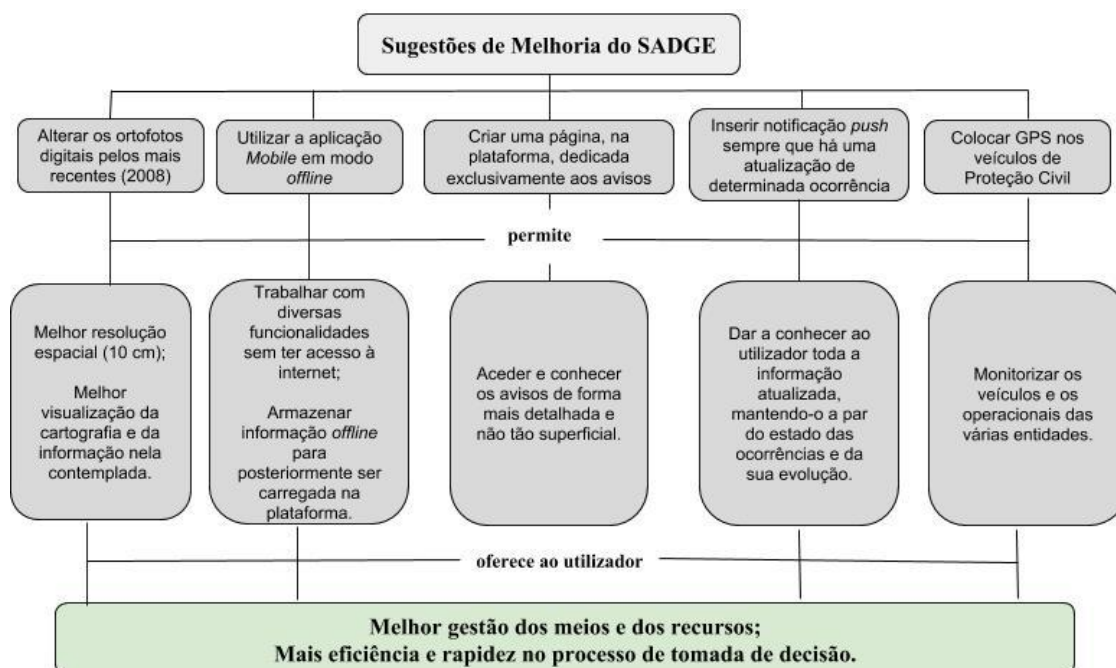 Sugestões de Melhoria do SADGE
Alterar os ortofotos
digitais pelos mais
recentes (2008)
Utilizar a aplicação
Mobile em modo
offline
Criar uma página, na
plataforma, dedicada
exclusivamente aos avisos
Inserir notificação push
sempre que há uma
atualização de
determinada ocorrência
Colocar GPS nos
veículos de
Proteção Civil
permite
Melhor resolução
espacial (10 cm);
Melhor
visualização da
cartografia e da
informação nela
contemplada.
Trabalhar com
diversas
funcionalidades
sem ter acesso à
internet;
Armazenar
informação offline
para
posteriormente ser
carregada na
plataforma.
Aceder e conhecer
os avisos de forma
mais detalhada e
não tão superficial.
Dar a conhecer ao
utilizador toda a
informação
atualizada,
mantendo-o a par
do estado das
ocorrências e da
sua evolução.
Monitorizar os
veículos e os
operacionais das
várias entidades.
oferece ao utilizador
Melhor gestão dos meios e dos recursos;
Mais eficiência e rapidez no processo de tomada de decisão.